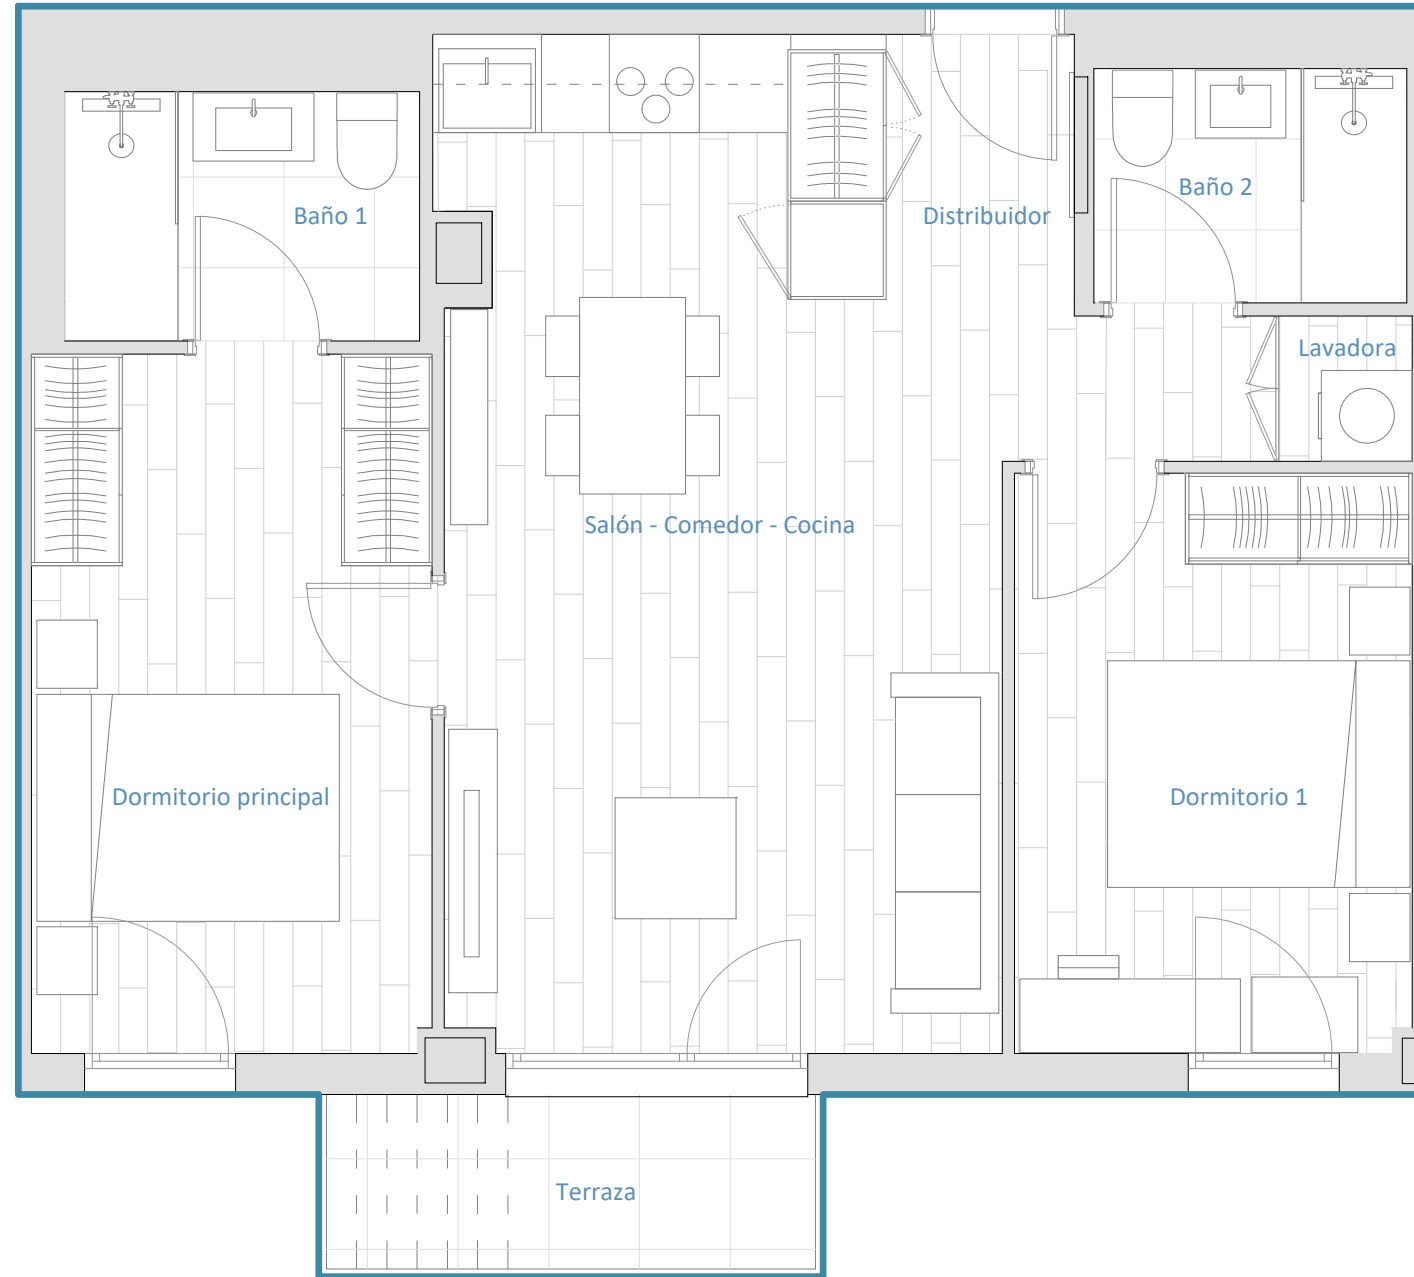 Baño 1
Distribuidor
Baño 2
Lavadora
Salón - Comedor - Cocina
Dormitorio principal
Dormitorio 1
Terraza